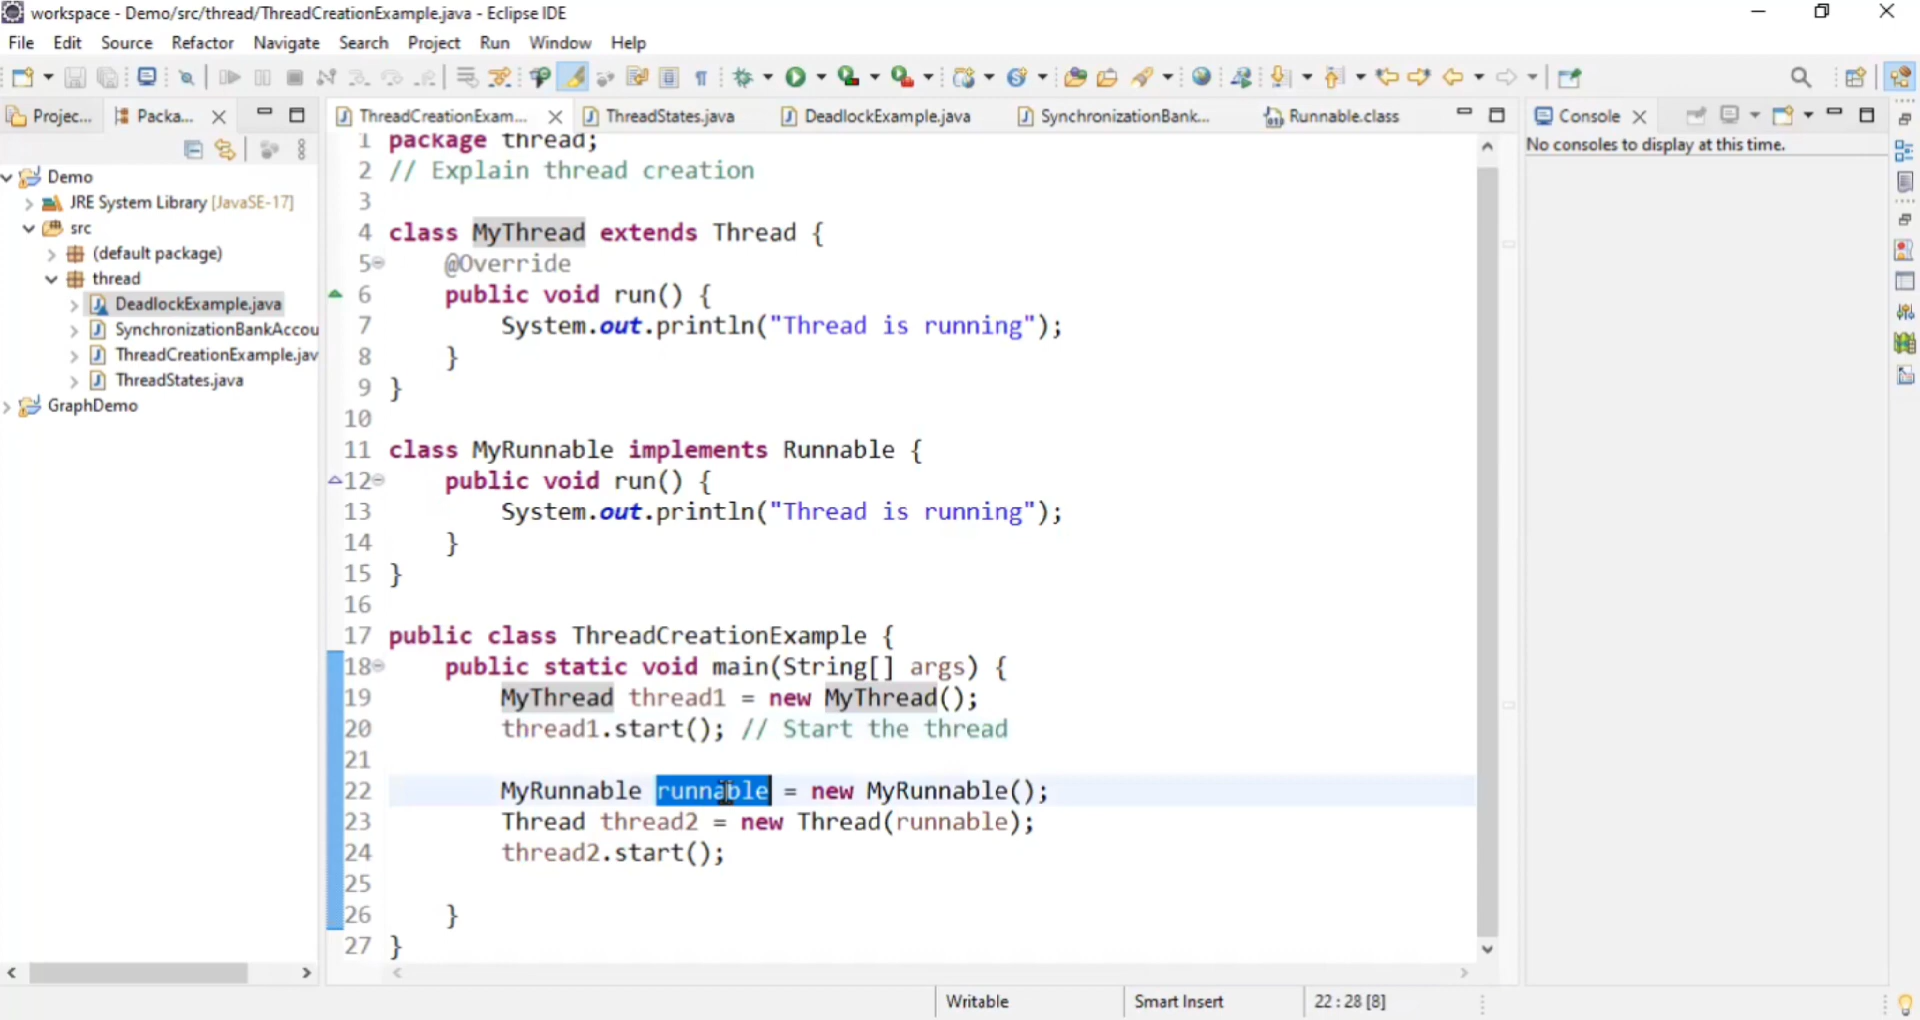 workspace - Demo/src/thread/ThreadCreationExample.java - Eclipse IDE
File Edit Source Refactor Navigate Search Project Run Window Help
Projec... Packa...
Demo
JRE System Library [JavaSE-17]
src
(default package)
thread
DeadlockExample.java
SynchronizationBankAccou
ThreadCreationExample.jav
ThreadStates.java
GraphDemo
ThreadCreationExam... ThreadStates.java DeadlockExample.java SynchronizationBank... Runnable.class
1 package thread;
2 // Explain thread creation
3
4 class MyThread extends Thread {
5 @Override
6 public void run() {
7 System.out.println("Thread is running");
8 }
9 }
10
11 class MyRunnable implements Runnable {
12 public void run() {
13 System.out.println("Thread is running");
14 }
15 }
16
17 public class ThreadCreationExample {
18 public static void main(String[] args) {
19 MyThread thread1 = new MyThread();
20 thread1.start(); // Start the thread
21
22 MyRunnable runnable = new MyRunnable();
23 Thread thread2 = new Thread(runnable);
24 thread2.start();
25
26 }
27 }
Console
No consoles to display at this time.
Writable Smart Insert 22 : 28 [8]